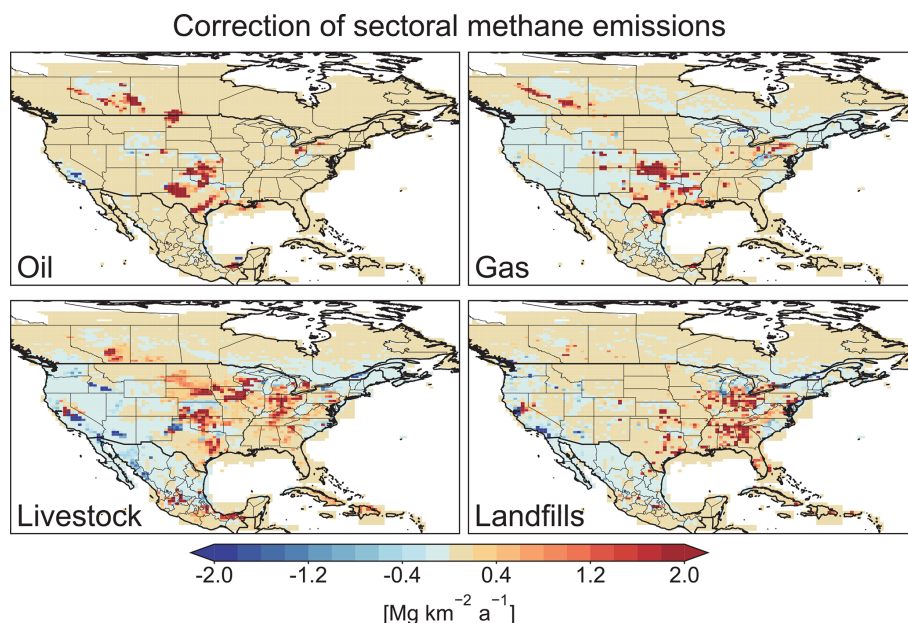 Correction of sectoral methane emissions
Oil
Gas
Livestock
Landfills
-2.0 -1.2 -0.4 0.4 1.2 2.0
[Mg km⁻² a⁻¹]